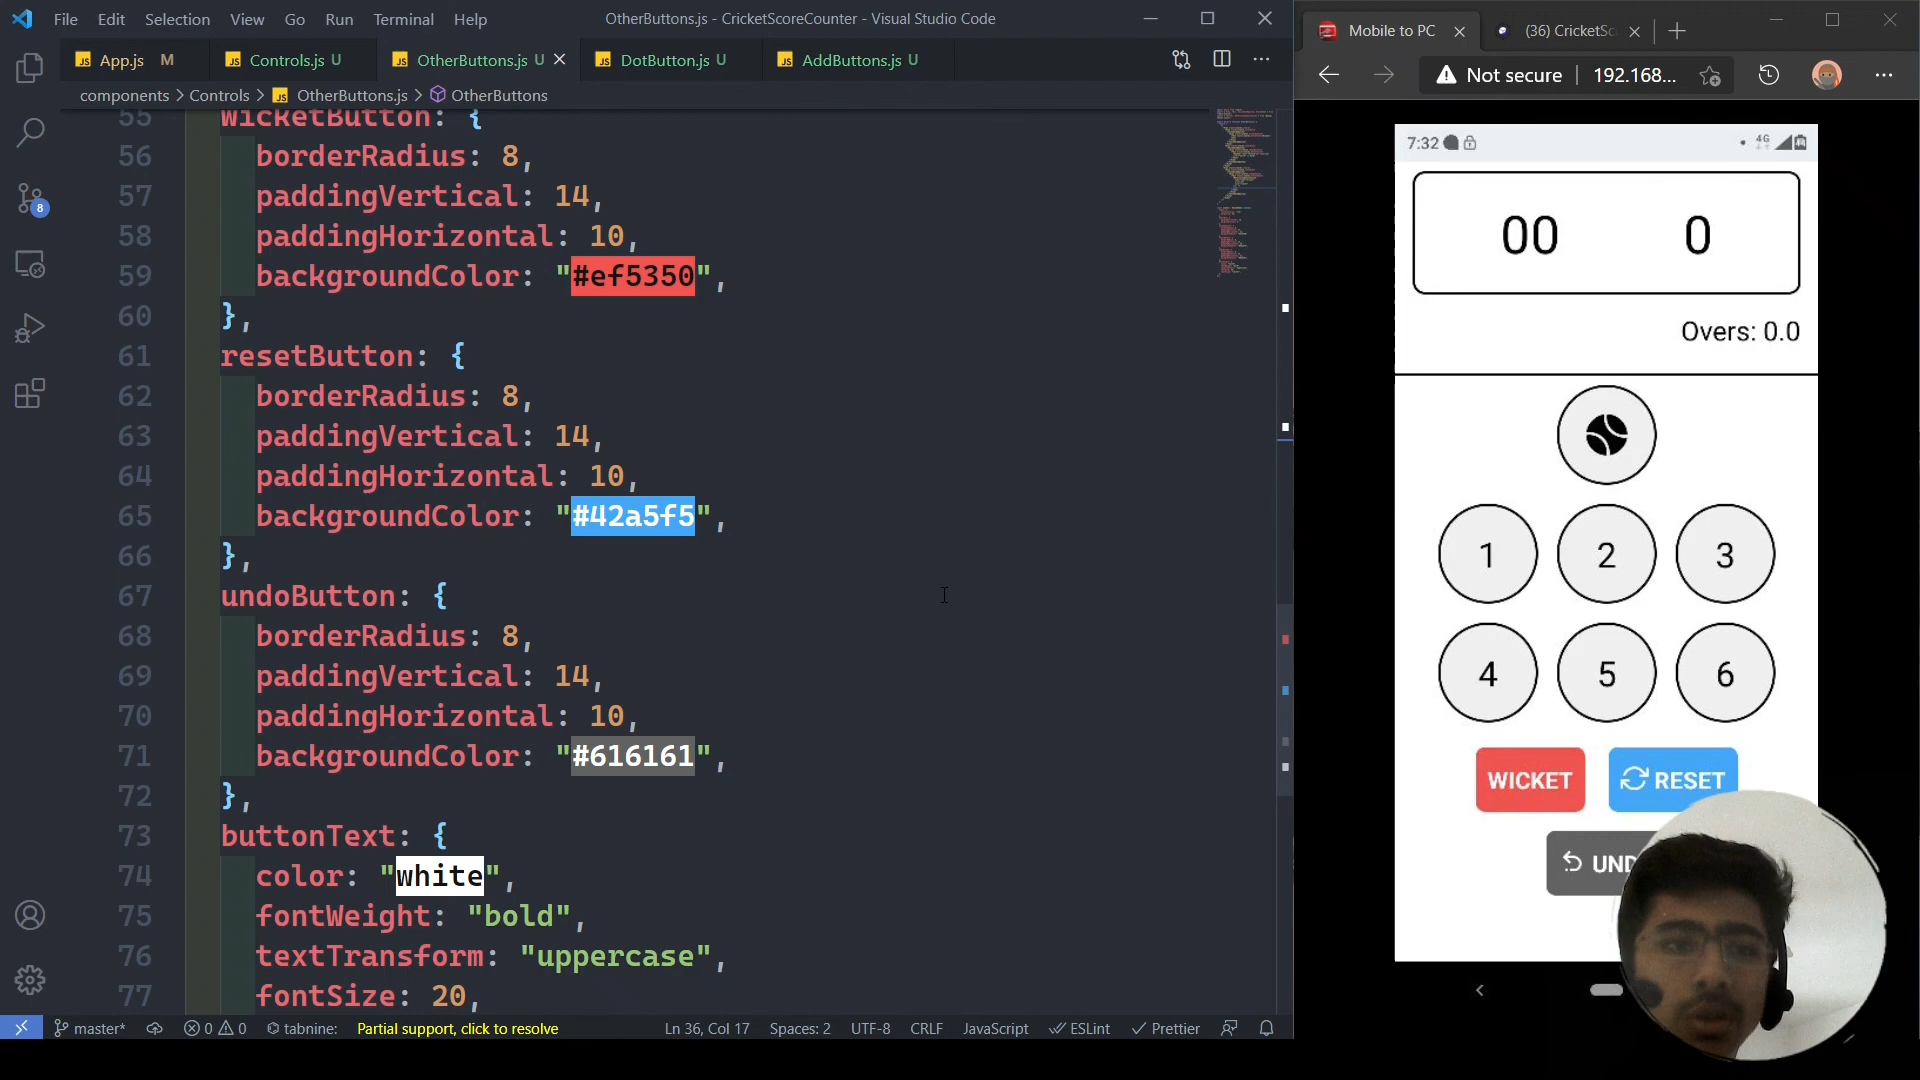 File Edit Selection View Go Run Terminal Help
OtherButtons.js - CricketScoreCounter - Visual Studio Code
App.js M
Controls.js U
OtherButtons.js U
DotButton.js U
AddButtons.js U
components > Controls > OtherButtons.js > OtherButtons
55 wicketButton: {
56 borderRadius: 8,
57 paddingVertical: 14,
58 paddingHorizontal: 10,
59 backgroundColor: "#ef5350",
60 },
61 resetButton: {
62 borderRadius: 8,
63 paddingVertical: 14,
64 paddingHorizontal: 10,
65 backgroundColor: "#42a5f5",
66 },
67 undoButton: {
68 borderRadius: 8,
69 paddingVertical: 14,
70 paddingHorizontal: 10,
71 backgroundColor: "#616161",
72 },
73 buttonText: {
74 color: "white",
75 fontWeight: "bold",
76 textTransform: "uppercase",
77 fontSize: 20,
8
master*
0 0
tabnine:
Partial support, click to resolve
Ln 36, Col 17
Spaces: 2
UTF-8
CRLF
JavaScript
ESLint
Prettier
Mobile to PC
(36) CricketSc
Not secure | 192.168...
7:32
4G
00 0
Overs: 0.0
1 2 3
4 5 6
WICKET
RESET
UND